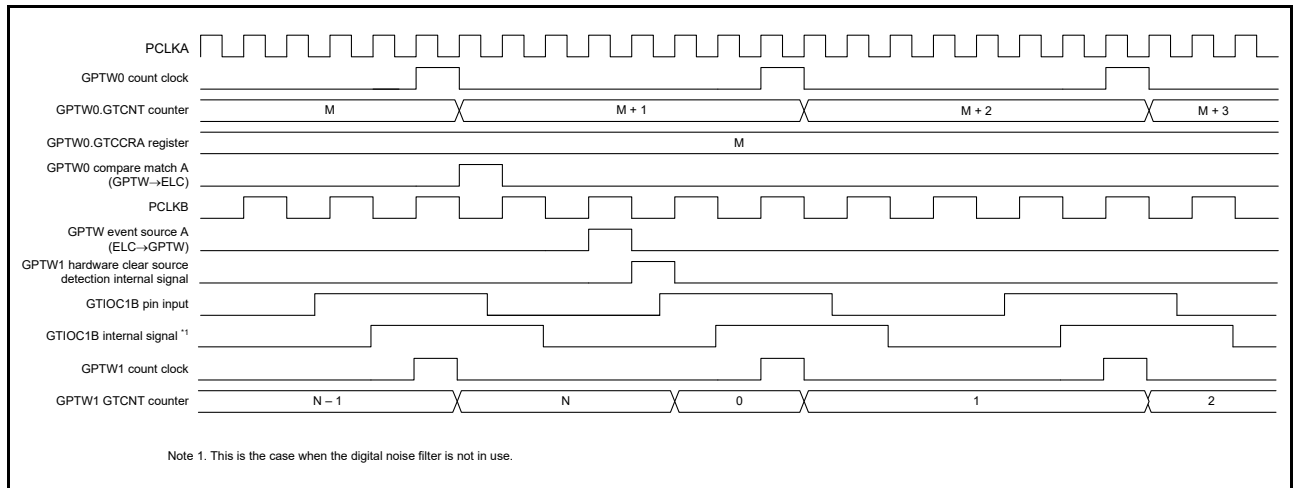 PCLKA
GPTW0 count clock
GPTW0.GTCNT counter
M
M + 1
M + 2
M + 3
GPTW0.GTCCRA register
M
GPTW0 compare match A
(GPTW→ELC)
PCLKB
GPTW event source A
(ELC→GPTW)
GPTW1 hardware clear source
detection internal signal
GTIOC1B pin input
GTIOC1B internal signal *1
GPTW1 count clock
GPTW1 GTCNT counter
N – 1
N
0
1
2
Note 1. This is the case when the digital noise filter is not in use.